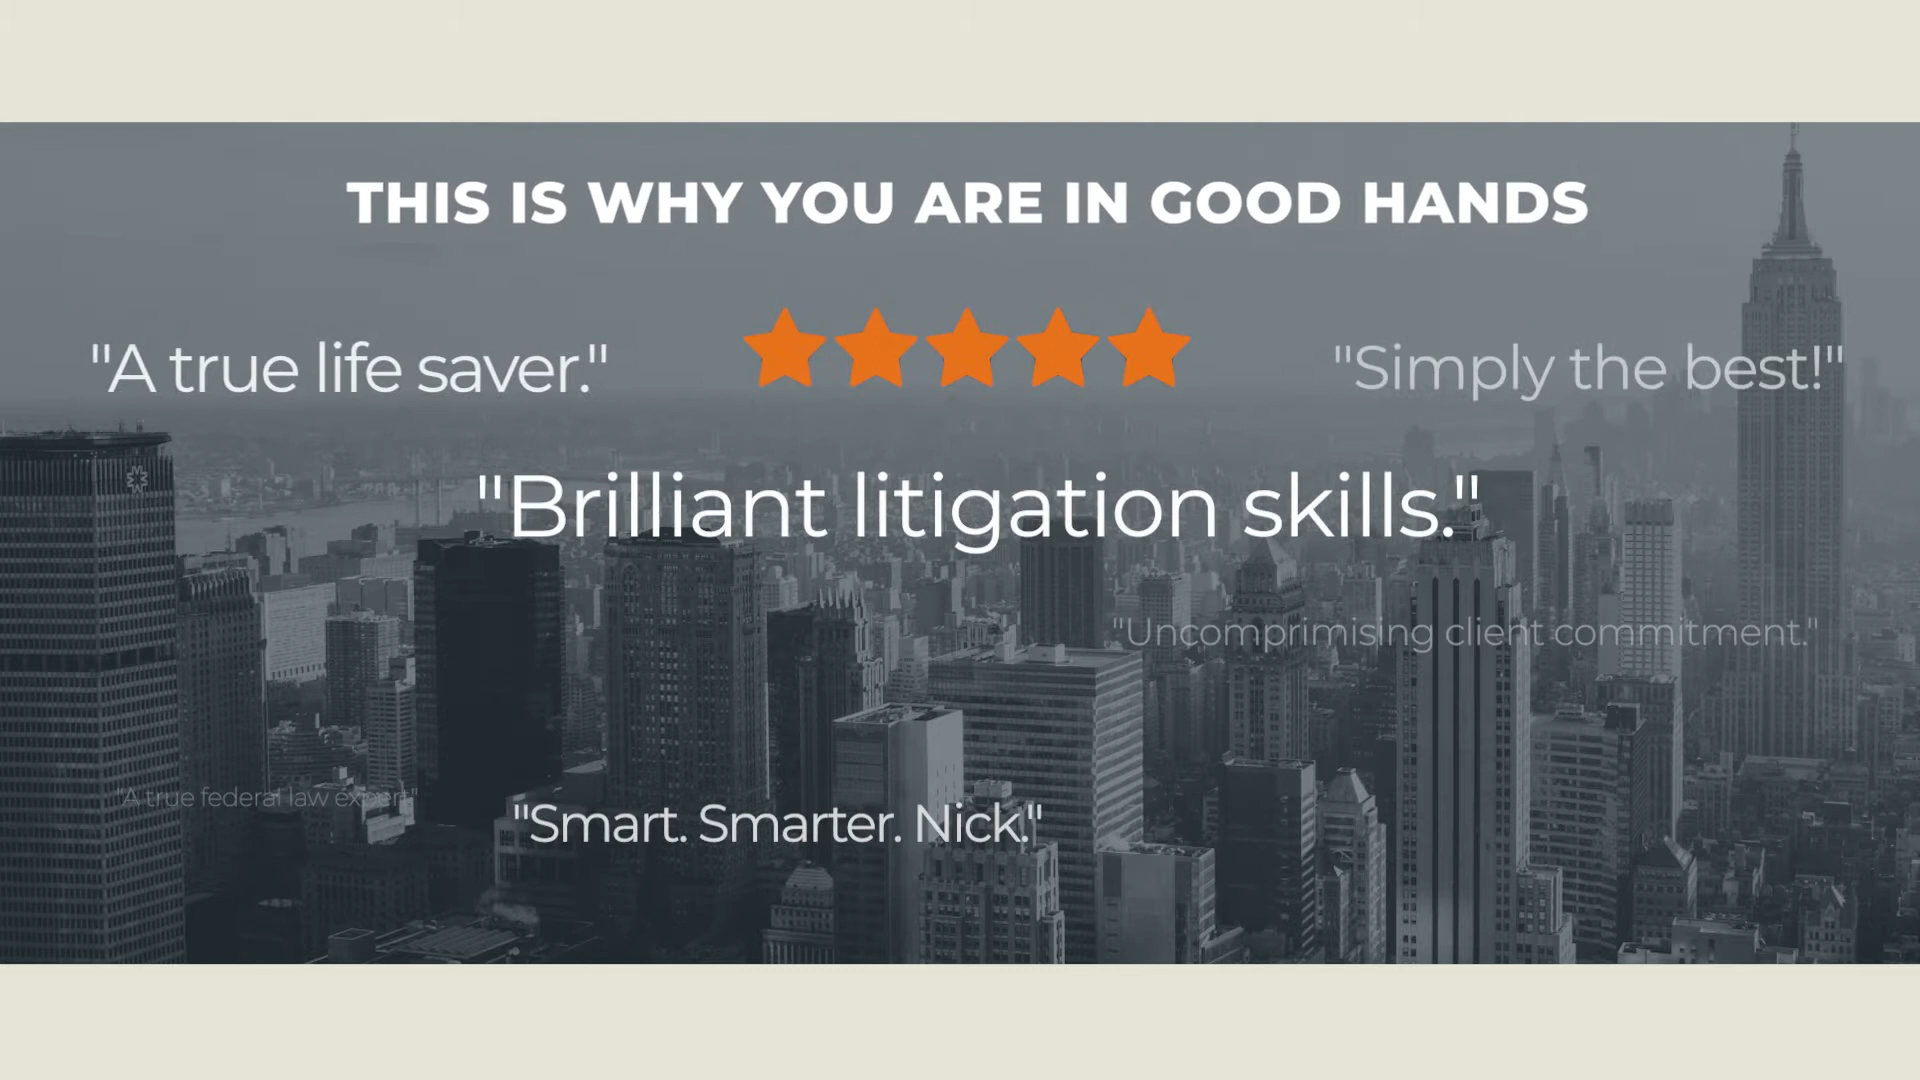 THIS IS WHY YOU ARE IN GOOD HANDS
"A true life saver."
"Simply the best!"
"Brilliant litigation skills."
"Uncomprimising client commitment."
"A true federal law expert"
"Smart. Smarter. Nick."